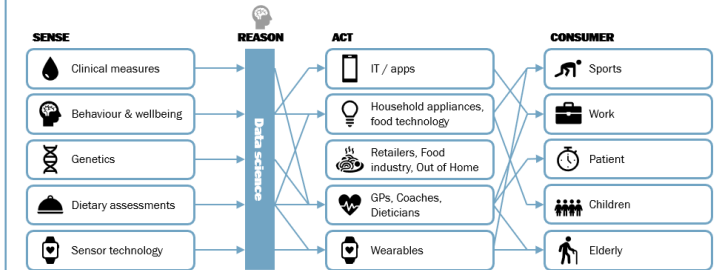 SENSE
REASON
ACT
CONSUMER
Clinical measures
Behaviour & wellbeing
Genetics
Dietary assessments
Sensor technology
Data science
IT / apps
Household appliances,
food technology
Retailers, Food
industry, Out of Home
GPs, Coaches,
Dieticians
Wearables
Sports
Work
Patient
Children
Elderly